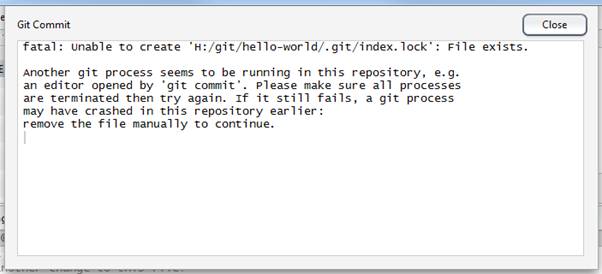 Git Commit
Close
fatal: Unable to create 'H:/git/hello-world/.git/index.lock': File exists.
Another git process seems to be running in this repository, e.g.
an editor opened by 'git commit'. Please make sure all processes
are terminated then try again. If it still fails, a git process
may have crashed in this repository earlier:
remove the file manually to continue.